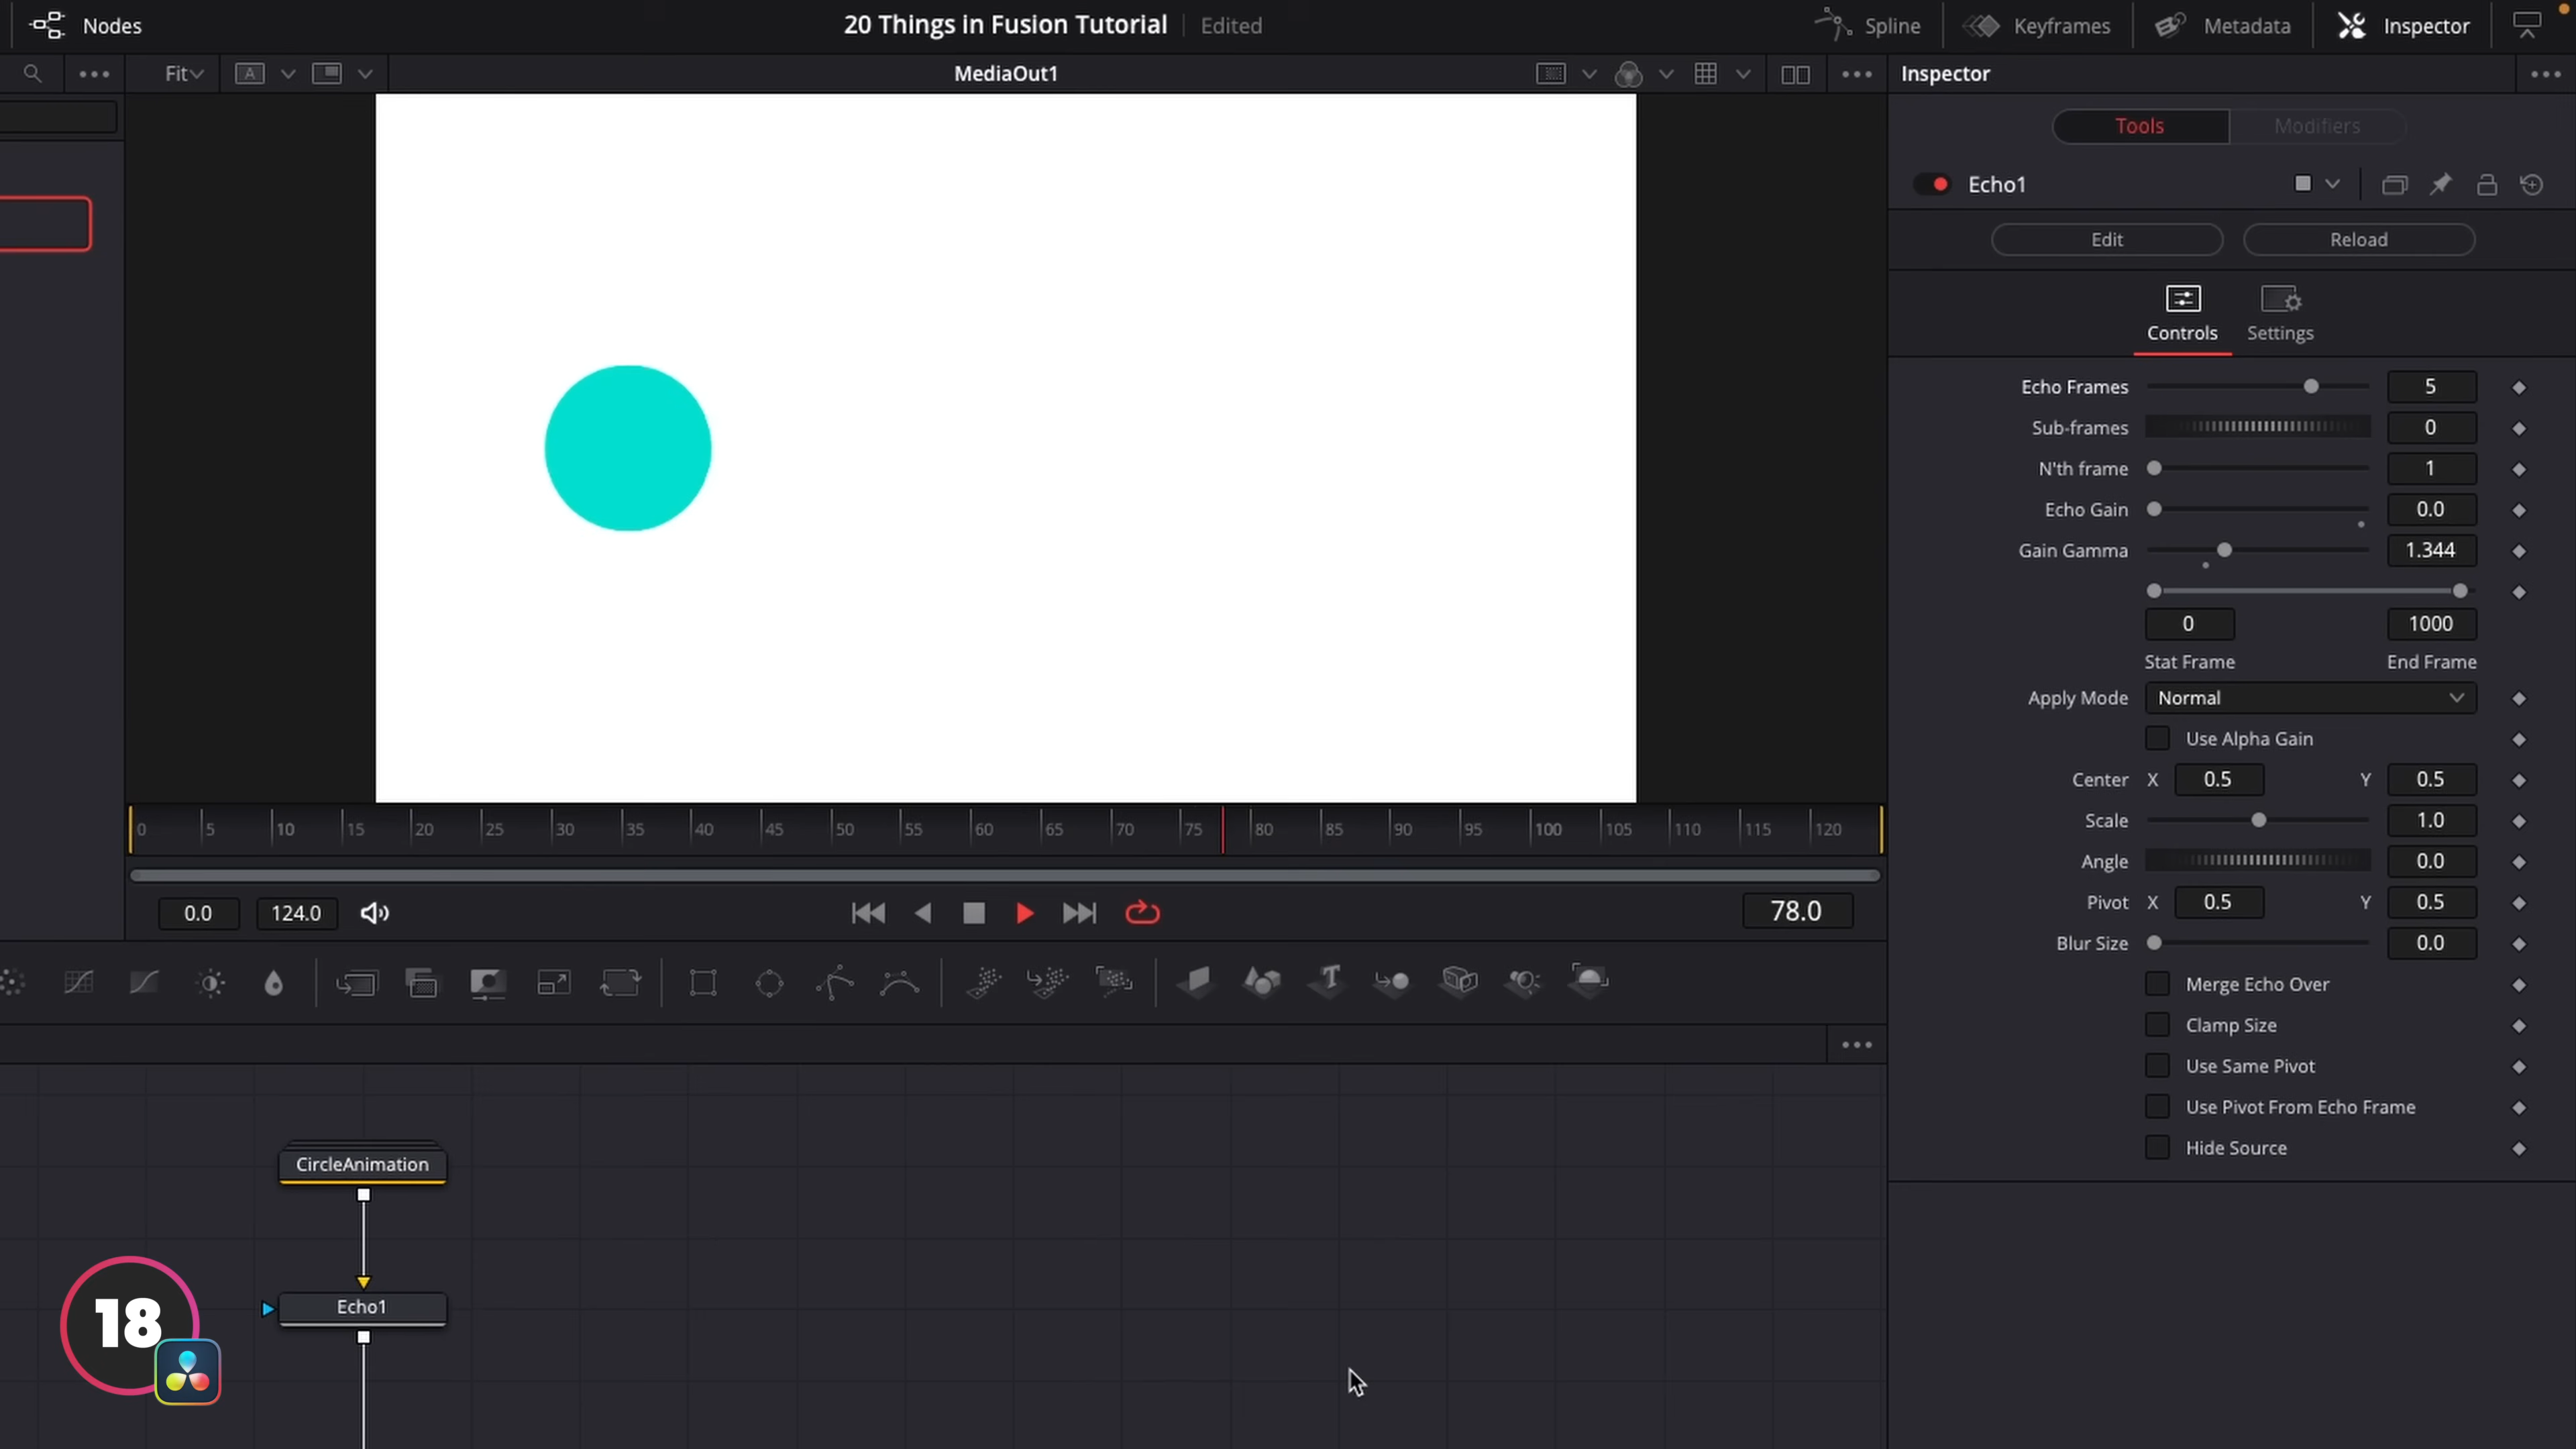 Nodes
20 Things in Fusion Tutorial
Edited
Spline
Keyframes
Metadata
Inspector
Fit
A
MediaOut1
Inspector
Tools
Modifiers
Echo1
Edit
Reload
Controls
Settings
Echo Frames
5
Sub-frames
0
N'th frame
1
Echo Gain
0.0
Gain Gamma
1.344
0
1000
Stat Frame
End Frame
Apply Mode
Normal
Use Alpha Gain
Center X 0.5 Y 0.5
Scale
1.0
Angle
0.0
Pivot X 0.5 Y 0.5
Blur Size
0.0
Merge Echo Over
Clamp Size
Use Same Pivot
Use Pivot From Echo Frame
Hide Source
0 5 10 15 20 25 30 35 40 45 50 55 60 65 70 75 80 85 90 95 100 105 110 115 120
0.0
124.0
78.0
T
CircleAnimation
Echo1
18